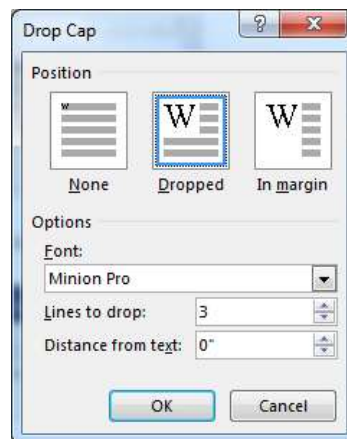 Drop Cap
Position
W W W
None Dropped In margin
Options
Font:
Minion Pro
Lines to drop: 3
Distance from text: 0"
OK Cancel